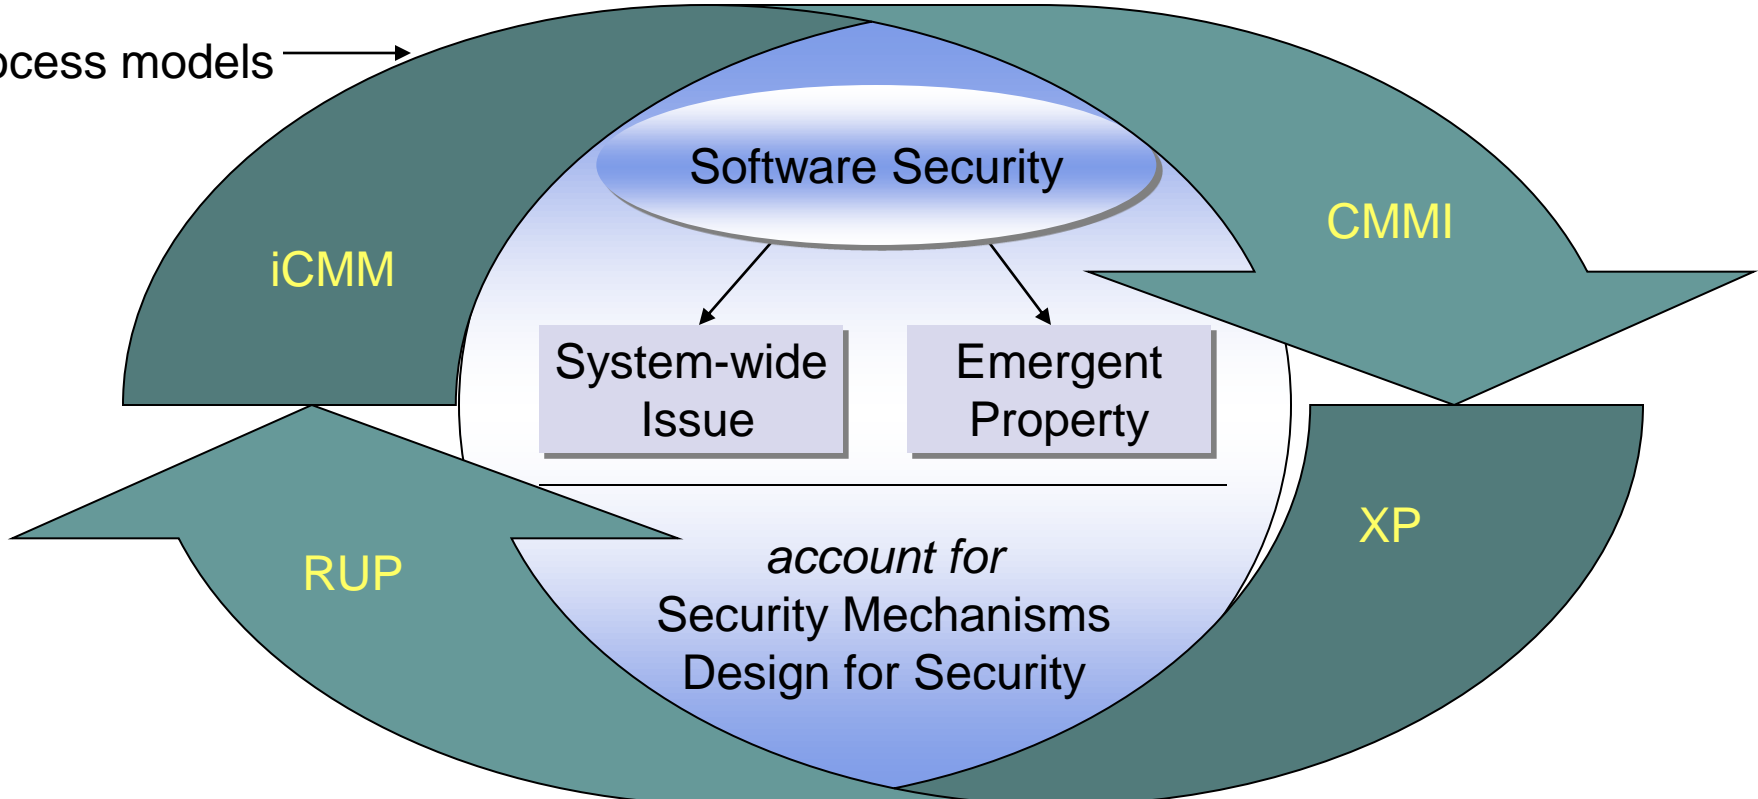 ocess models
Software Security
CMMI
iCMM
System-wide
Issue
Emergent
Property
XP
RUP
account for
Security Mechanisms
Design for Security